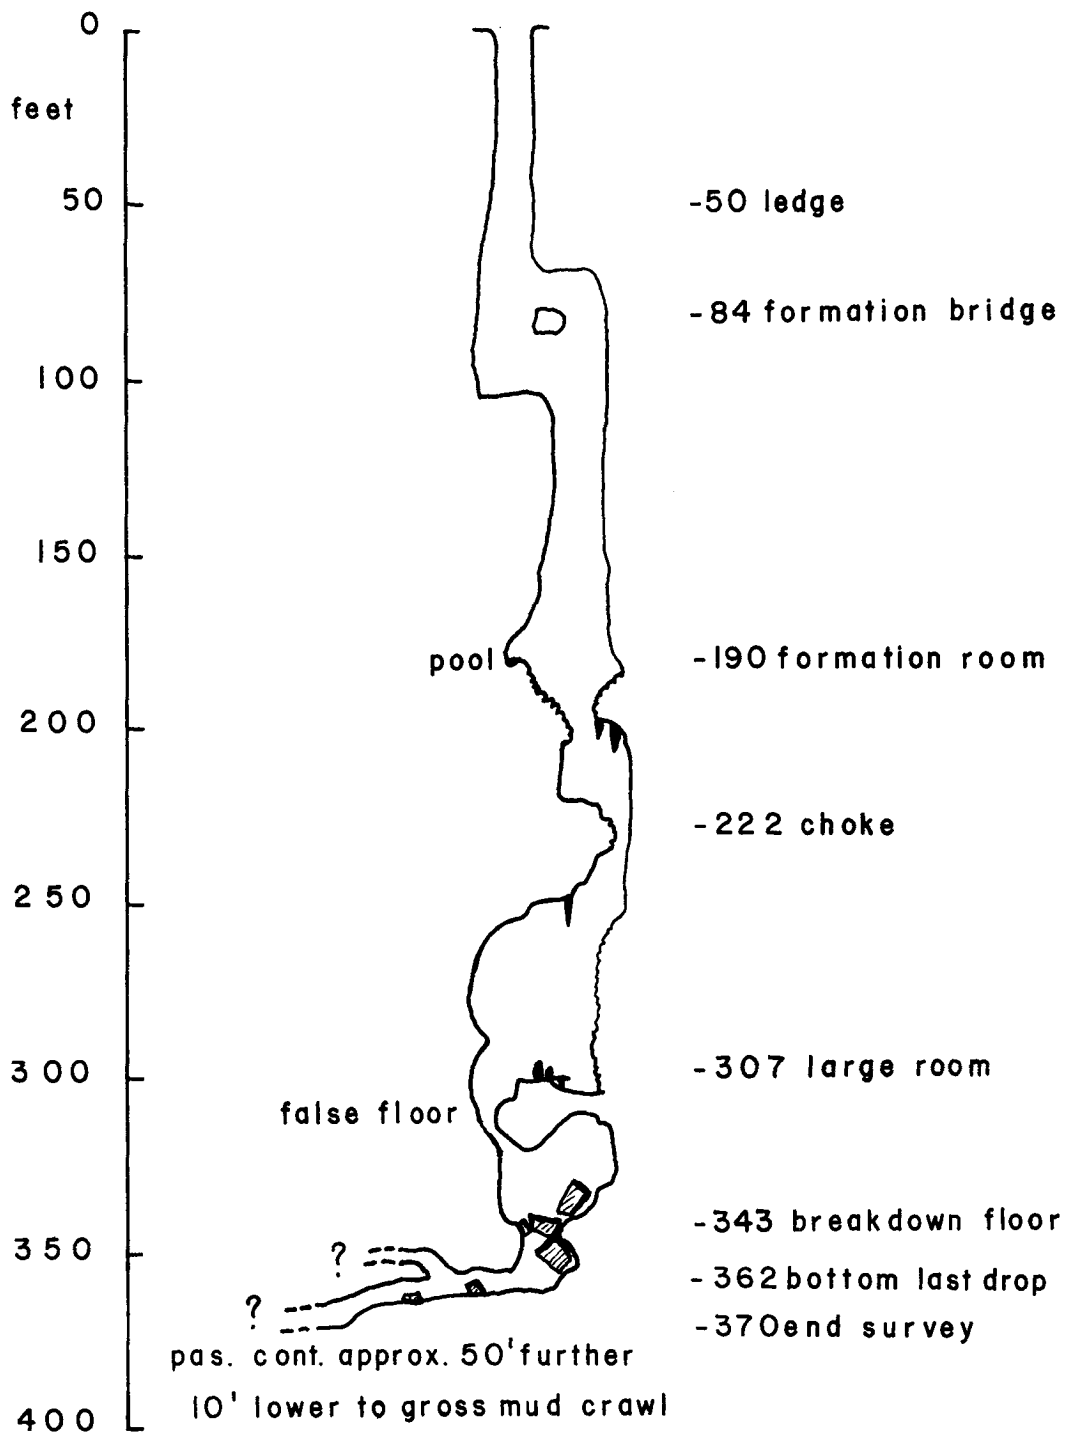 0
feet
50
-50 ledge
-84 formation bridge
100
150
pool
-190 formation room
200
-222 choke
250
300
-307 large room
false floor
-343 breakdown floor
350
?
-362 bottom last drop
?
-370 end survey
pas. cont. approx. 50' further
10' lower to gross mud crawl
400